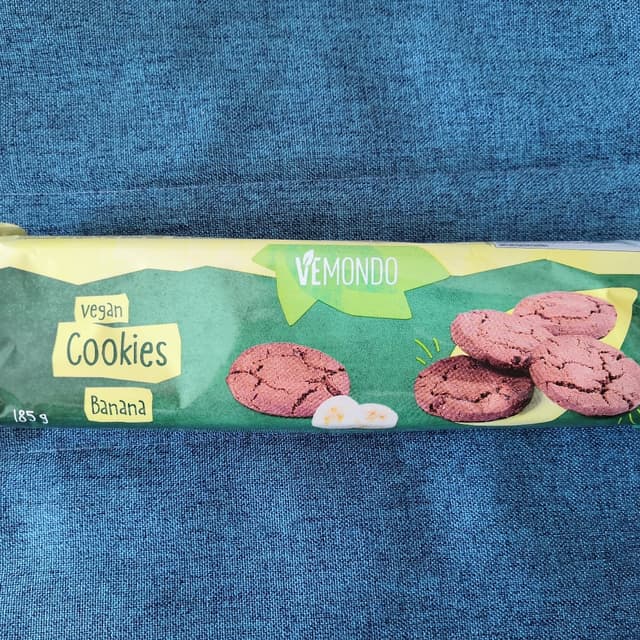 VEMONDO
vegan
Cookies
Banana
185 g